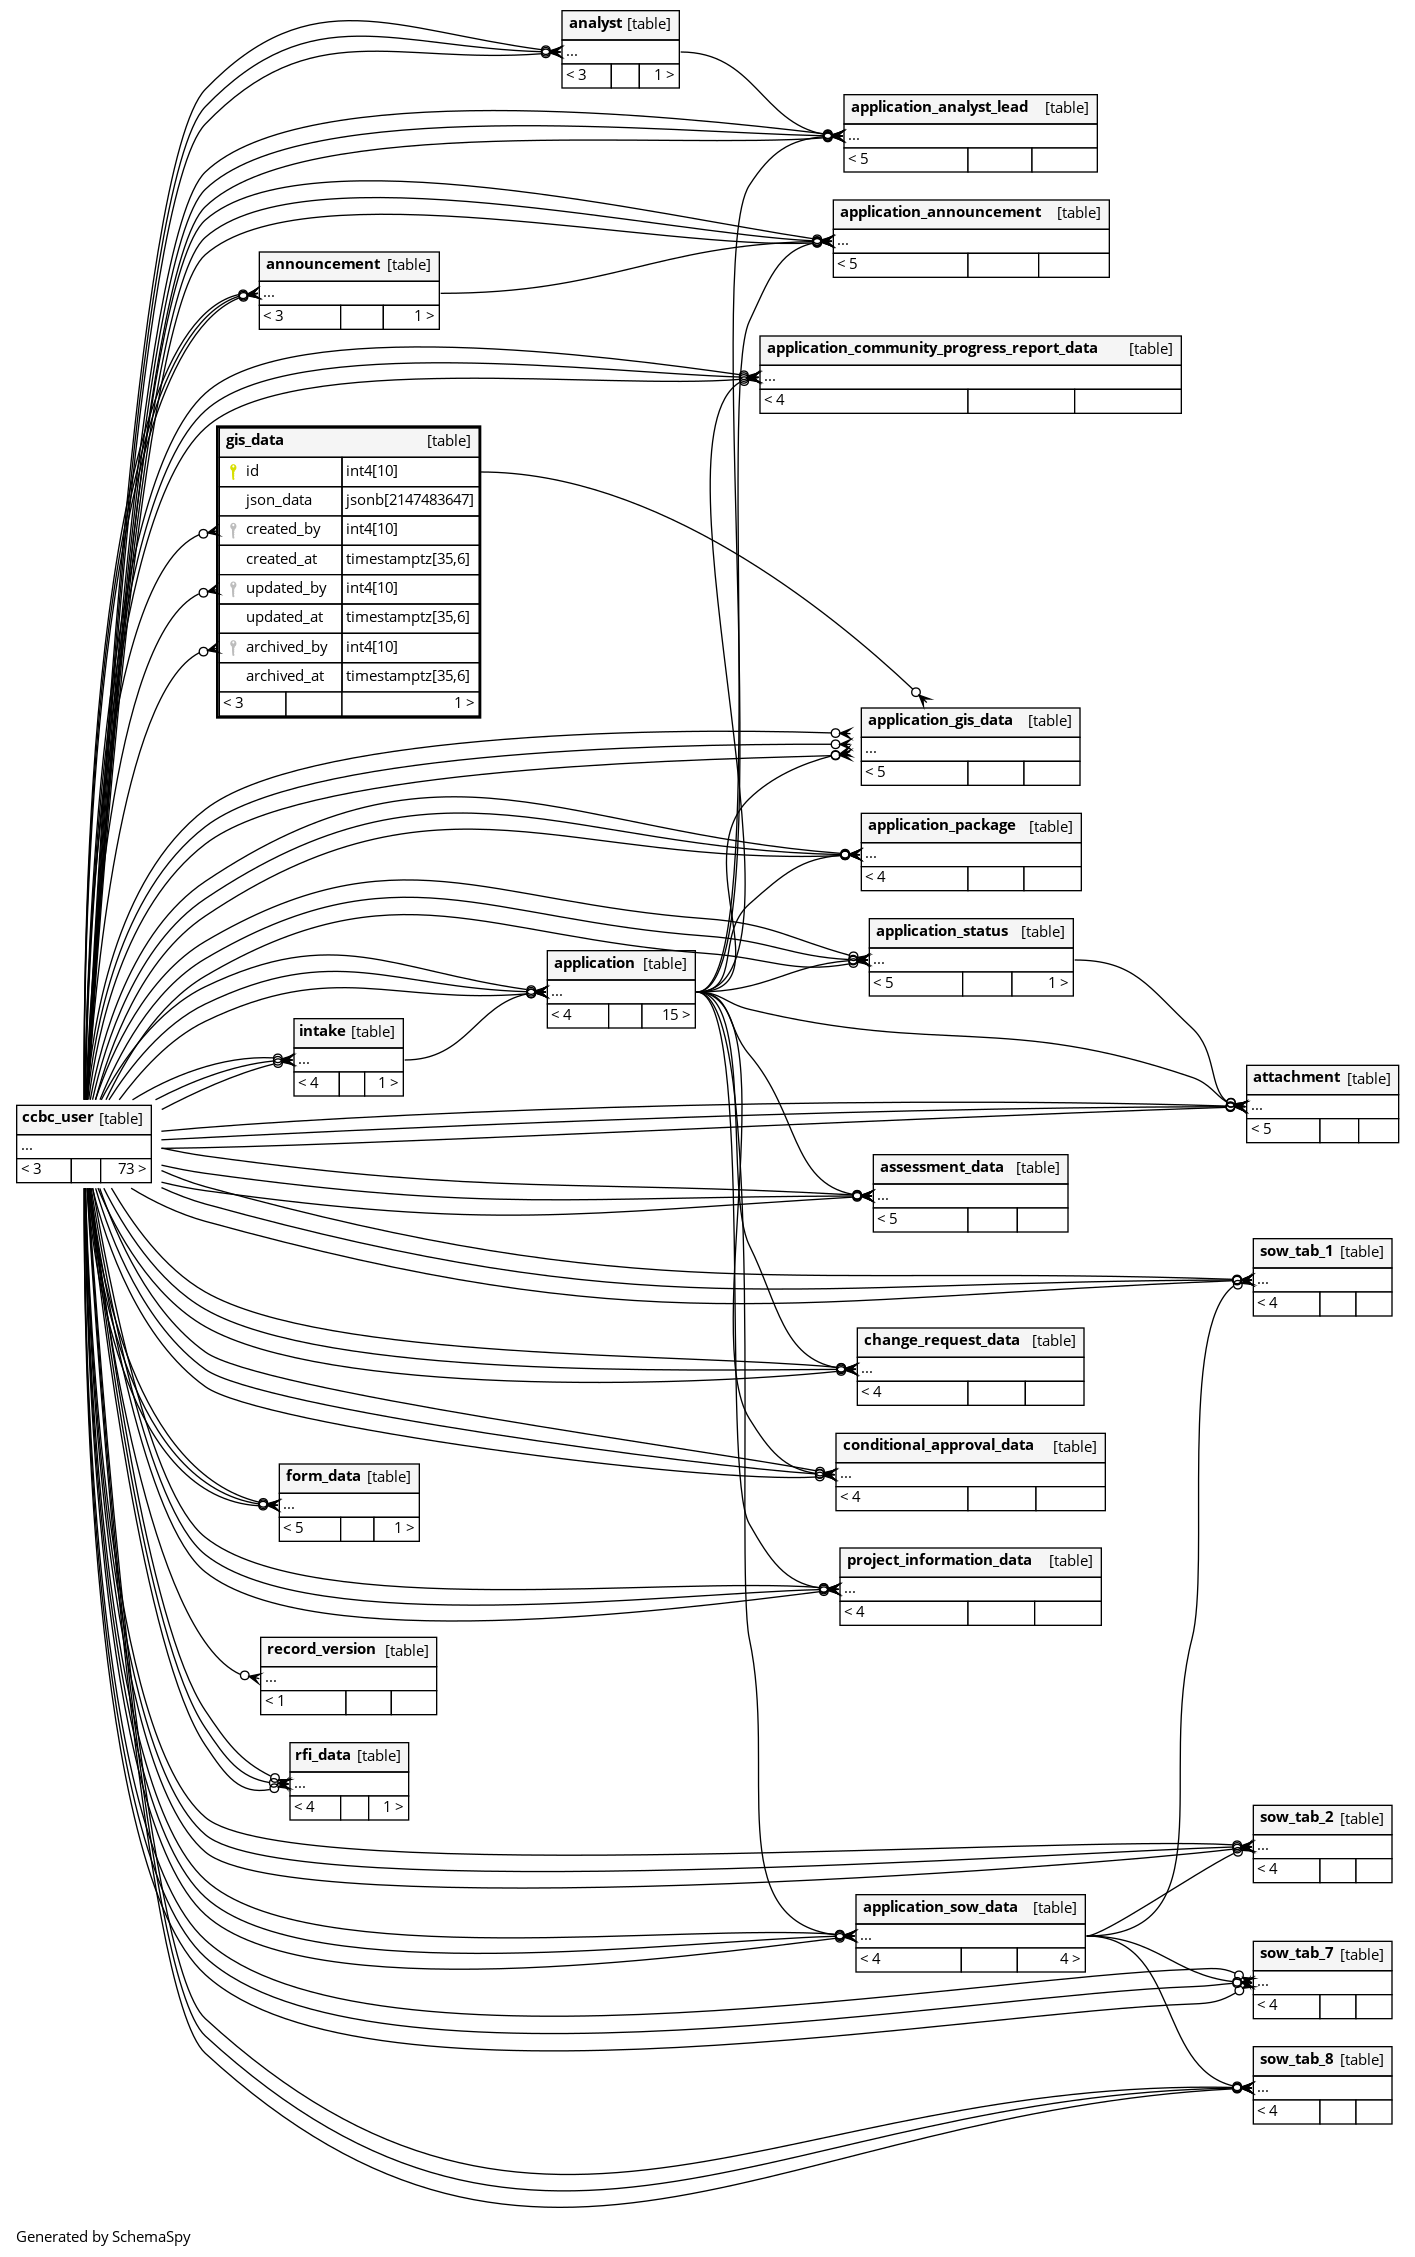 analyst [table]
...
< 3 1 >
application_analyst_lead [table]
...
< 5
application_announcement [table]
...
< 5
announcement [table]
...
< 3 1 >
application_community_progress_report_data [table]
...
< 4
gis_data [table]
id int4[10]
json_data jsonb[2147483647]
created_by int4[10]
created_at timestamptz[35,6]
updated_by int4[10]
updated_at timestamptz[35,6]
archived_by int4[10]
archived_at timestamptz[35,6]
< 3 1 >
application_gis_data [table]
...
< 5
application_package [table]
...
< 4
application_status [table]
...
< 5 1 >
application [table]
...
< 4 15 >
intake [table]
...
< 4 1 >
attachment [table]
...
< 5
ccbc_user [table]
...
< 3 73 >
assessment_data [table]
...
< 5
sow_tab_1 [table]
...
< 4
change_request_data [table]
...
< 4
conditional_approval_data [table]
...
< 4
form_data [table]
...
< 5 1 >
project_information_data [table]
...
< 4
record_version [table]
...
< 1
rfi_data [table]
...
< 4 1 >
sow_tab_2 [table]
...
< 4
application_sow_data [table]
...
< 4 4 >
sow_tab_7 [table]
...
< 4
sow_tab_8 [table]
...
< 4
Generated by SchemaSpy